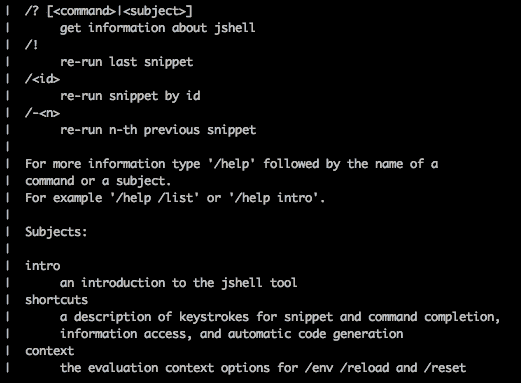 |  /? [<command>|<subject>]
|       get information about jshell
|  /!
|       re-run last snippet
|  /<id>
|       re-run snippet by id
|  /-<n>
|       re-run n-th previous snippet
|
|  For more information type '/help' followed by the name of a
|  command or a subject.
|  For example '/help /list' or '/help intro'.
|
|  Subjects:
|
|  intro
|       an introduction to the jshell tool
|  shortcuts
|       a description of keystrokes for snippet and command completion,
|       information access, and automatic code generation
|  context
|       the evaluation context options for /env /reload and /reset